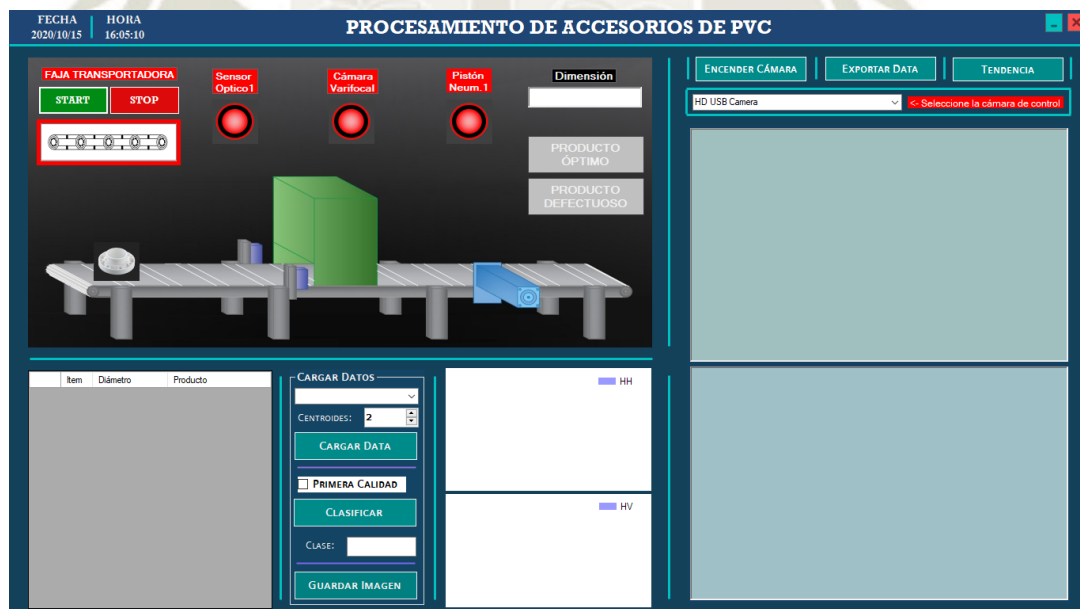 FECHA
2020/10/15
HORA
16:05:10
PROCESAMIENTO DE ACCESORIOS DE PVC
FAJA TRANSPORTADORA
START
STOP
Sensor
Optico1
Cámara
Varifocal
Pistón
Neum.1
Dimensión
PRODUCTO
ÓPTIMO
PRODUCTO
DEFECTUOSO
ENCENDER CÁMARA
EXPORTAR DATA
TENDENCIA
HD USB Camera
<- Seleccione la cámara de control
Item Diámetro Producto
CARGAR DATOS
CENTROIDES: 2
CARGAR DATA
PRIMERA CALIDAD
CLASIFICAR
CLASE:
GUARDAR IMAGEN
HH
HV